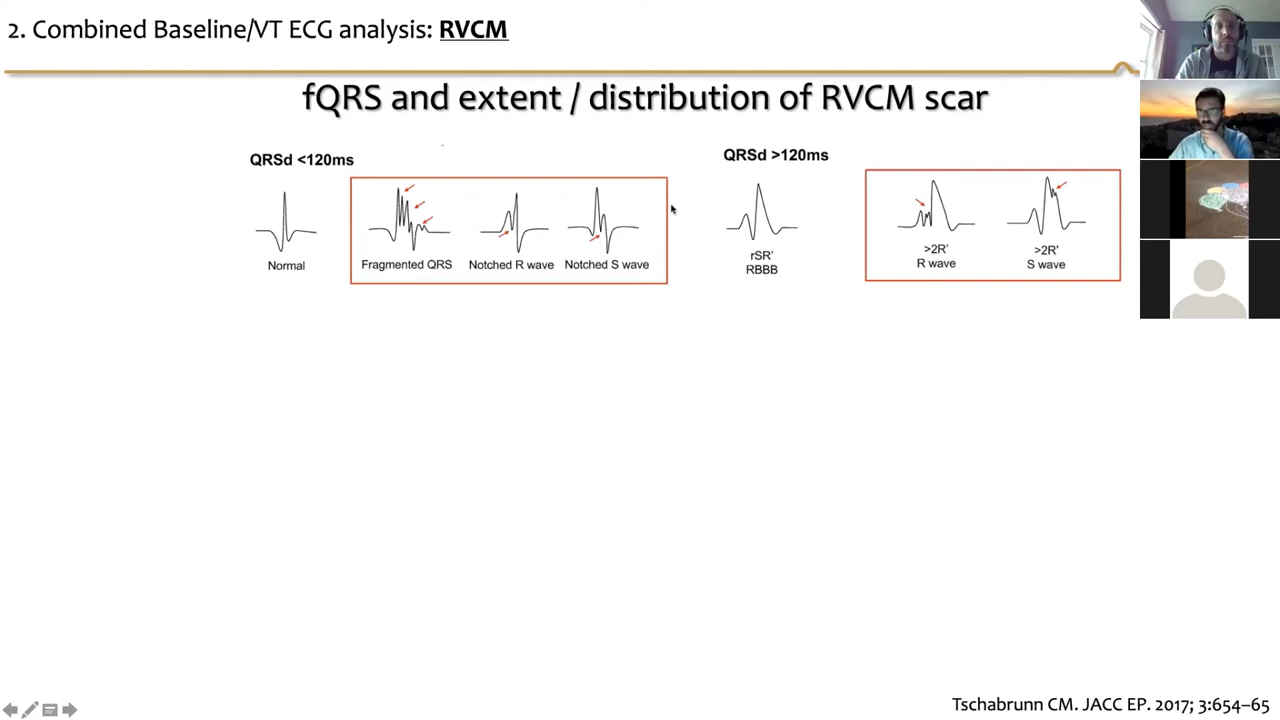 2. Combined Baseline/VT ECG analysis: RVCM
fQRS and extent / distribution of RVCM scar
QRSd <120ms
Normal
Fragmented QRS
Notched R wave
Notched S wave
QRSd >120ms
rSR’
RBBB
>2R’
R wave
>2R’
S wave
Tschabrunn CM. JACC EP. 2017; 3:654–65